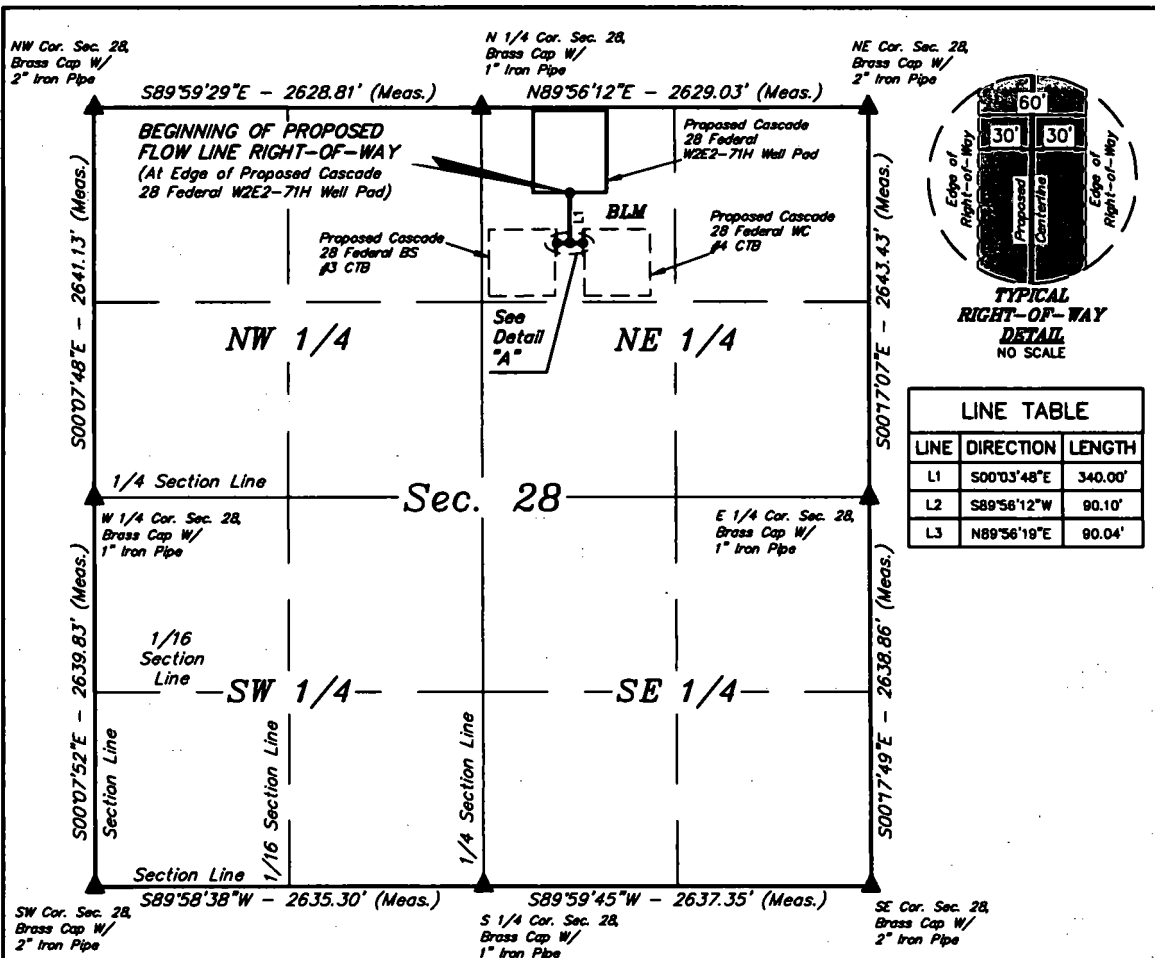 NW Cor. Sec. 28,
Brass Cap W/
2" Iron Pipe
N 1/4 Cor. Sec. 28,
Brass Cap W/
1" Iron Pipe
NE Cor. Sec. 28,
Brass Cap W/
2" Iron Pipe
S89°59'29"E - 2628.81' (Meas.)
N89°56'12"E - 2629.03' (Meas.)
BEGINNING OF PROPOSED
FLOW LINE RIGHT-OF-WAY
(At Edge of Proposed Cascade
28 Federal W2E2-71H Well Pad)
Proposed Cascade
28 Federal
W2E2-71H Well Pad
L1
BLM
Proposed Cascade
28 Federal BS
#3 CTB
Proposed Cascade
28 Federal WC
#4 CTB
See
Detail
"A"
60'
30'
30'
Edge of
Right-of-Way
Proposed
Centerline
Edge of
Right-of-Way
TYPICAL
RIGHT-OF-WAY
DETAIL
NO SCALE
S00°07'48"E - 2641.13' (Meas.)
NW 1/4
NE 1/4
S00°17'07"E - 2643.43' (Meas.)
LINE TABLE
LINE DIRECTION LENGTH
L1 S00°03'48"E 340.00'
L2 S89°56'12"W 90.10'
L3 N89°56'19"E 90.04'
1/4 Section Line
Sec. 28
W 1/4 Cor. Sec. 28,
Brass Cap W/
1" Iron Pipe
E 1/4 Cor. Sec. 28,
Brass Cap W/
1" Iron Pipe
S00°07'52"E - 2639.83' (Meas.)
Section Line
1/16
Section
Line
SW 1/4
SE 1/4
1/16 Section Line
1/4 Section Line
S00°17'49"E - 2638.86' (Meas.)
Section Line
S89°58'38"W - 2635.30' (Meas.)
S89°59'45"W - 2637.35' (Meas.)
SW Cor. Sec. 28,
Brass Cap W/
2" Iron Pipe
S 1/4 Cor. Sec. 28,
Brass Cap W/
1" Iron Pipe
SE Cor. Sec. 28,
Brass Cap W/
2" Iron Pipe